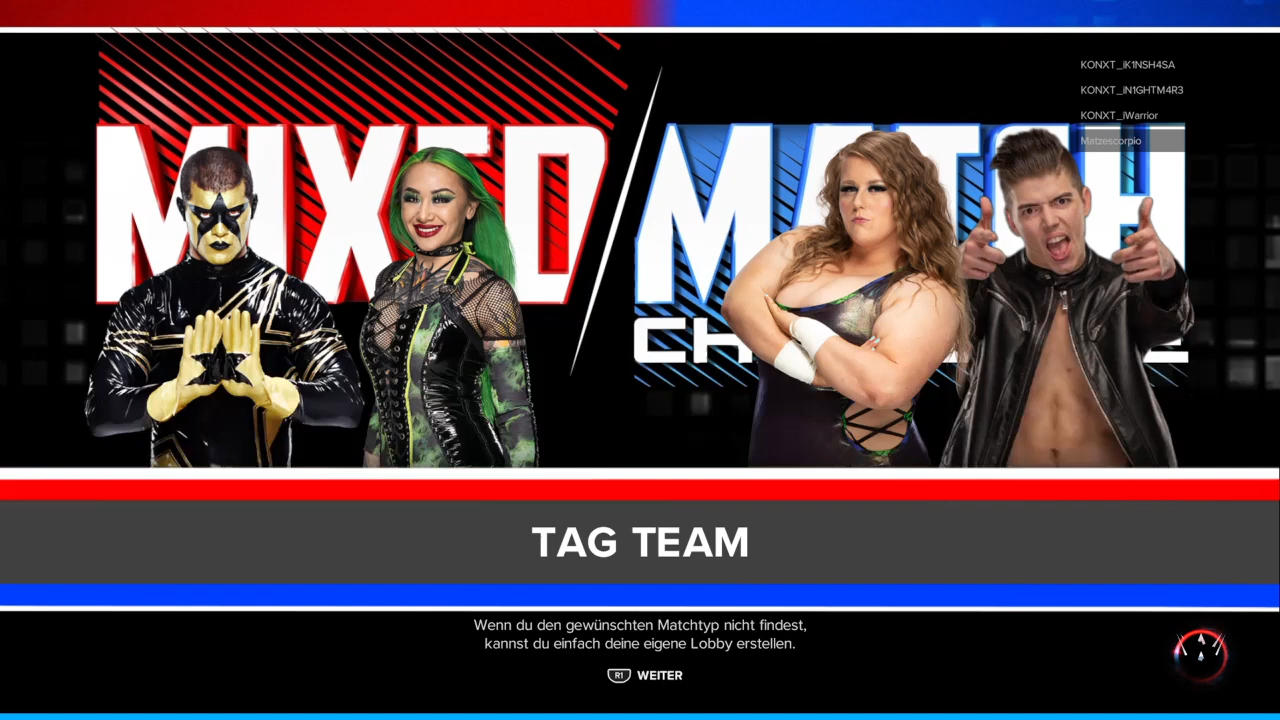 KONXT_iK1NSH4SA
KONXT_iN1GHTM4R3
KONXT_iWarrior
Matzescorpio
MIXED
MATCH
TAG TEAM
Wenn du den gewünschten Matchtyp nicht findest,
kannst du einfach deine eigene Lobby erstellen.
R1 WEITER